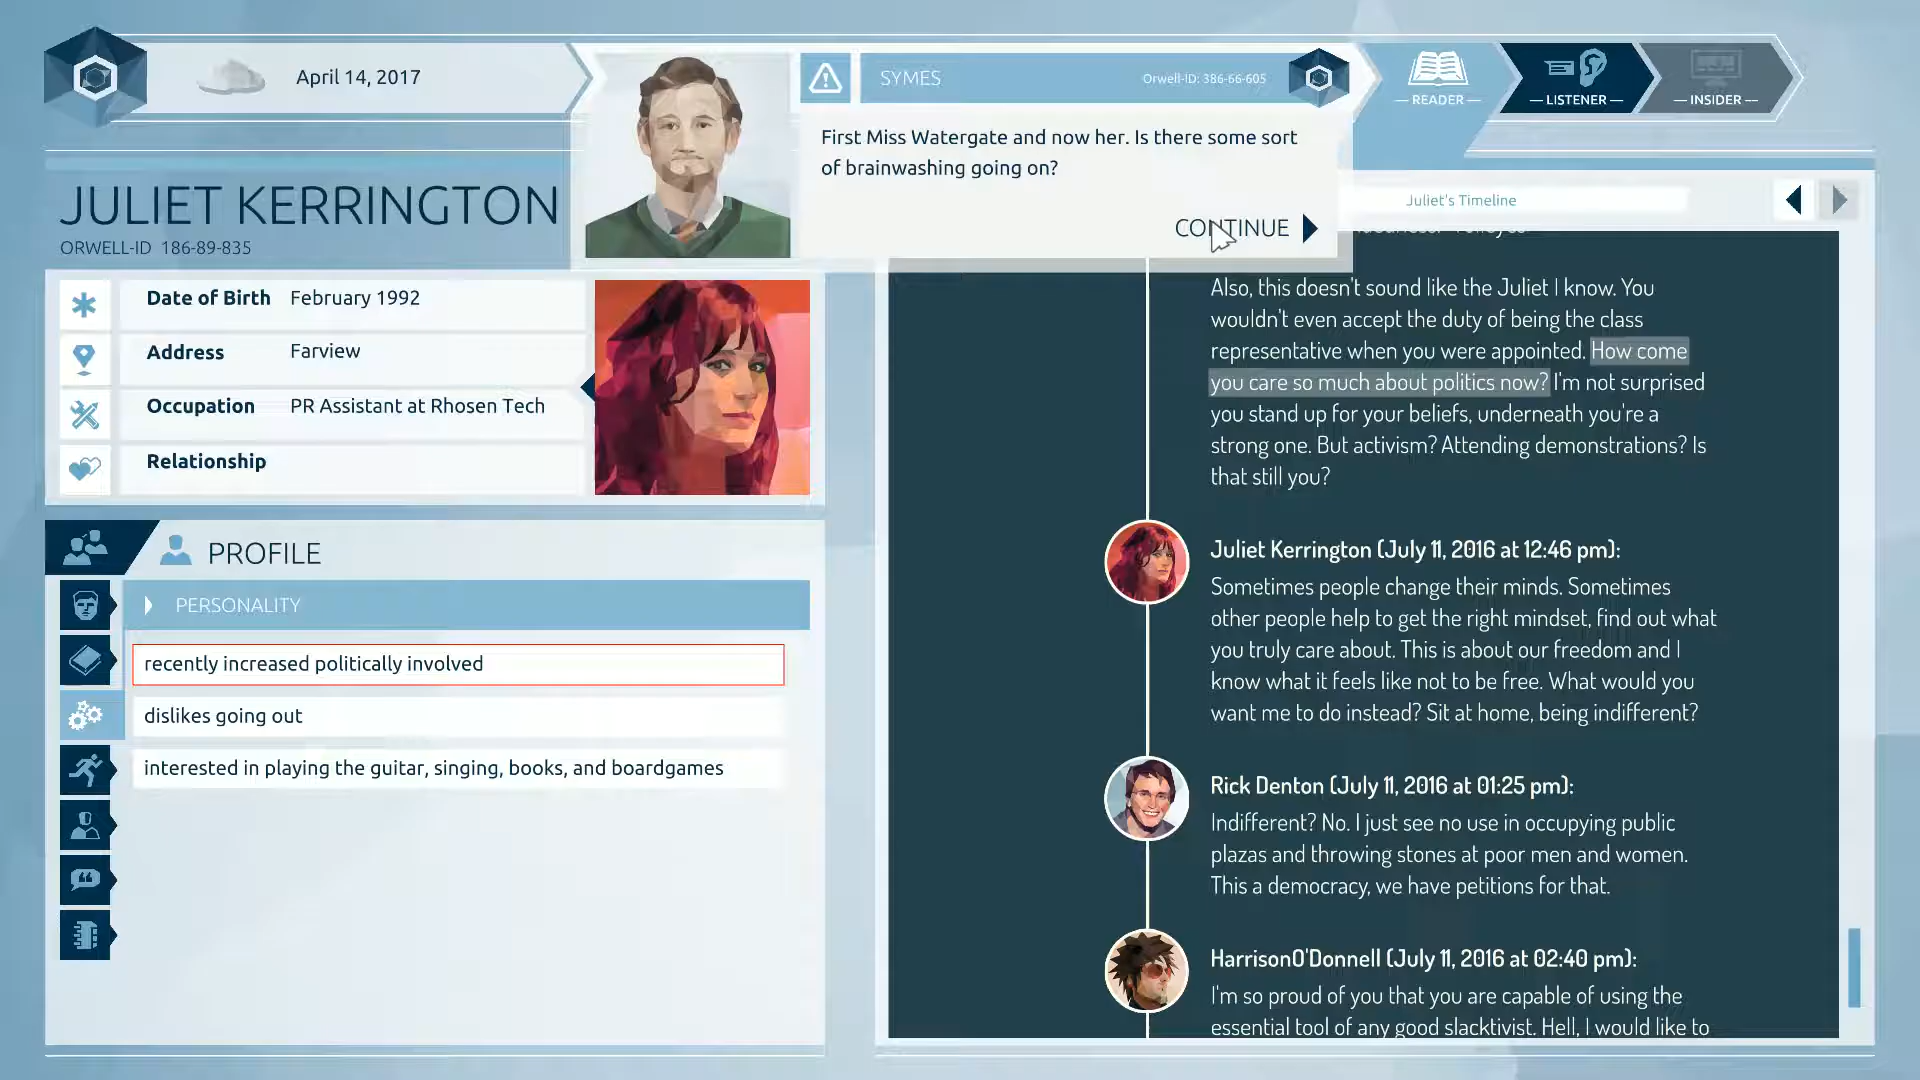 April 14, 2017
SYMES
Orwell-ID: 386-66-605
First Miss Watergate and now her. Is there some sort
of brainwashing going on?
CONTINUE
— READER —
— LISTENER —
— INSIDER —
JULIET KERRINGTON
ORWELL-ID 186-89-835
Date of Birth February 1992
Address Farview
Occupation PR Assistant at Rhosen Tech
Relationship
PROFILE
PERSONALITY
recently increased politically involved
dislikes going out
interested in playing the guitar, singing, books, and boardgames
Juliet's Timeline
Also, this doesn't sound like the Juliet I know. You
wouldn't even accept the duty of being the class
representative when you were appointed. How come
you care so much about politics now? I'm not surprised
you stand up for your beliefs, underneath you're a
strong one. But activism? Attending demonstrations? Is
that still you?
Juliet Kerrington (July 11, 2016 at 12:46 pm):
Sometimes people change their minds. Sometimes
other people help to get the right mindset, find out what
you truly care about. This is about our freedom and I
know what it feels like not to be free. What would you
want me to do instead? Sit at home, being indifferent?
Rick Denton (July 11, 2016 at 01:25 pm):
Indifferent? No. I just see no use in occupying public
plazas and throwing stones at poor men and women.
This a democracy, we have petitions for that.
HarrisonO'Donnell (July 11, 2016 at 02:40 pm):
I'm so proud of you that you are capable of using the
essential tool of any good slacktivist. Hell, I would like to